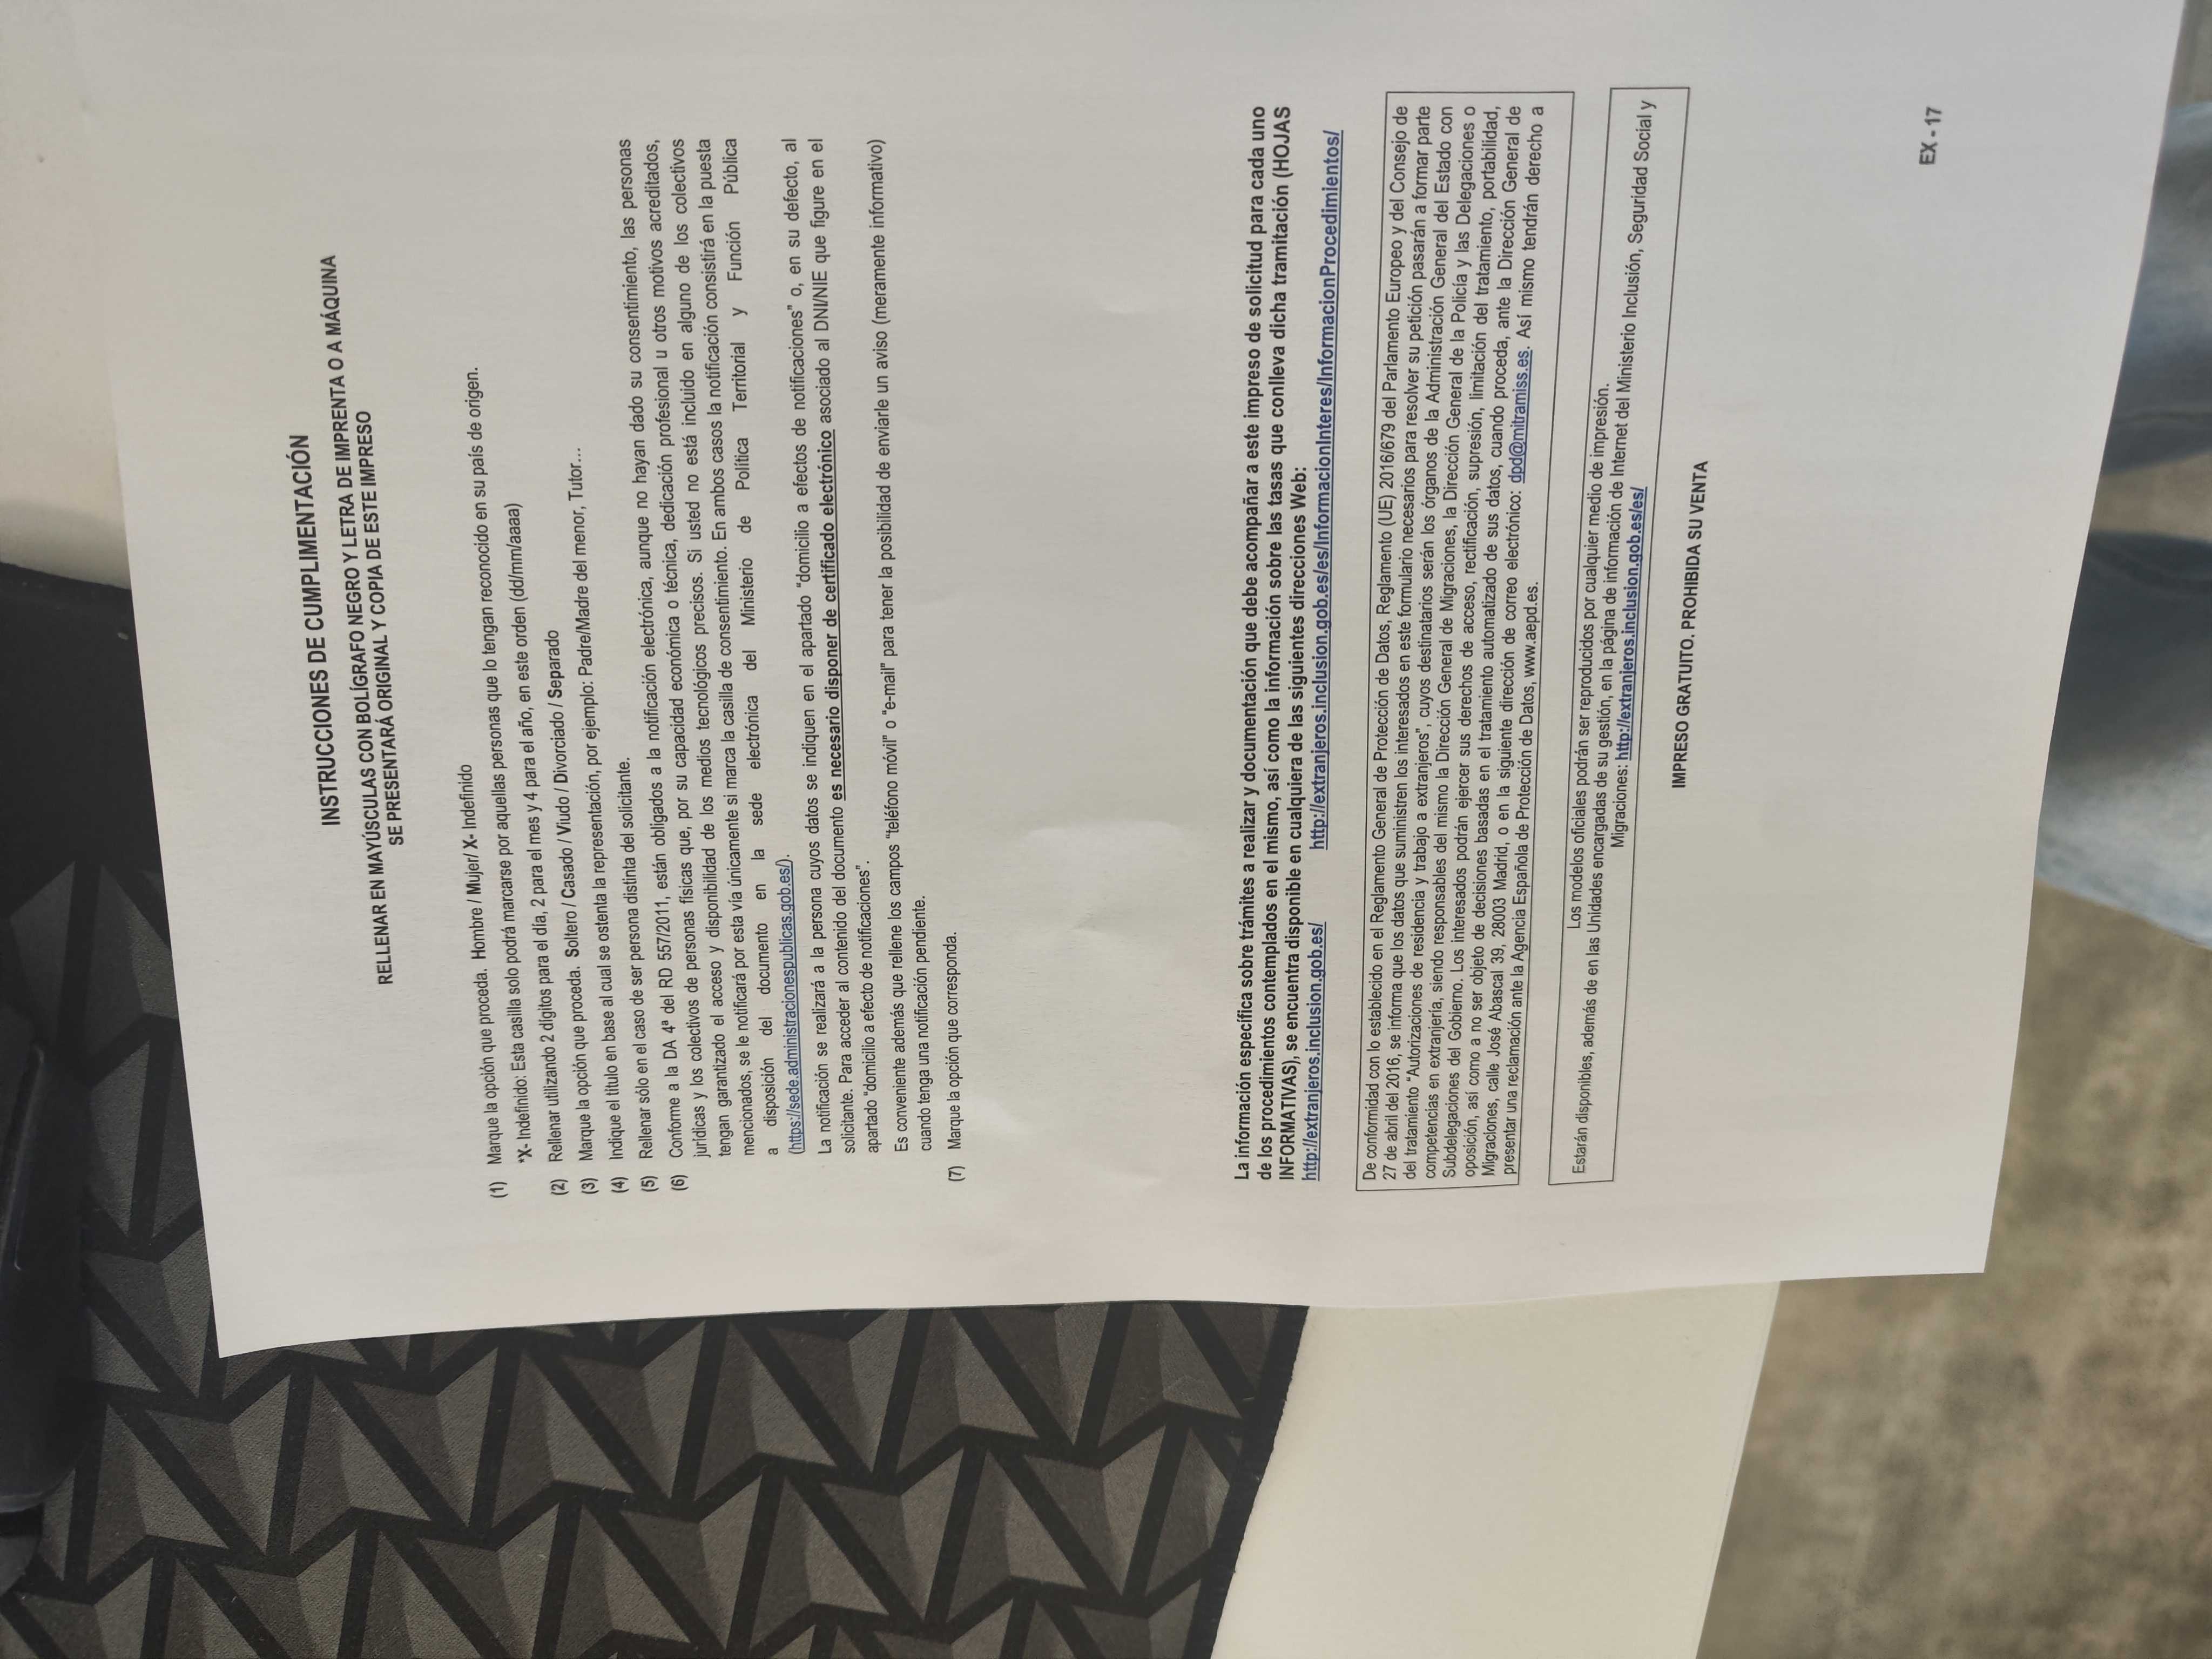 INSTRUCCIONES DE CUMPLIMENTACIÓN
RELLENAR EN MAYÚSCULAS CON BOLÍGRAFO NEGRO Y LETRA DE IMPRENTA O A MÁQUINA
SE PRESENTARÁ ORIGINAL Y COPIA DE ESTE IMPRESO
(1) Marque la opción que proceda. Hombre / Mujer/ X- Indefinido
*X- Indefinido: Esta casilla solo podrá marcarse por aquellas personas que lo tengan reconocido en su país de origen.
(2) Rellenar utilizando 2 dígitos para el día, 2 para el mes y 4 para el año, en este orden (dd/mm/aaaa)
(3) Marque la opción que proceda. Soltero / Casado / Viudo / Divorciado / Separado
(4) Indique el título en base al cual se ostenta la representación, por ejemplo: Padre/Madre del menor, Tutor…
(5) Rellenar sólo en el caso de ser persona distinta del solicitante.
(6) Conforme a la DA 4ª del RD 557/2011, están obligados a la notificación electrónica, aunque no hayan dado su consentimiento, las personas
jurídicas y los colectivos de personas físicas que, por su capacidad económica o técnica, dedicación profesional u otros motivos acreditados,
tengan garantizado el acceso y disponibilidad de los medios tecnológicos precisos. Si usted no está incluido en alguno de los colectivos
mencionados, se le notificará por esta vía únicamente si marca la casilla de consentimiento. En ambos casos la notificación consistirá en la puesta
a disposición del documento en la sede electrónica del Ministerio de Política Territorial y Función Pública
(https://sede.administracionespublicas.gob.es/).
La notificación se realizará a la persona cuyos datos se indiquen en el apartado “domicilio a efectos de notificaciones” o, en su defecto, al
solicitante. Para acceder al contenido del documento es necesario disponer de certificado electrónico asociado al DNI/NIE que figure en el
apartado “domicilio a efecto de notificaciones”.
Es conveniente además que rellene los campos “teléfono móvil” o “e-mail” para tener la posibilidad de enviarle un aviso (meramente informativo)
cuando tenga una notificación pendiente.
(7) Marque la opción que corresponda.
La información específica sobre trámites a realizar y documentación que debe acompañar a este impreso de solicitud para cada uno
de los procedimientos contemplados en el mismo, así como la información sobre las tasas que conlleva dicha tramitación (HOJAS
INFORMATIVAS), se encuentra disponible en cualquiera de las siguientes direcciones Web:
http://extranjeros.inclusion.gob.es/ http://extranjeros.inclusion.gob.es/es/InformacionInteres/InformacionProcedimientos/
De conformidad con lo establecido en el Reglamento General de Protección de Datos, Reglamento (UE) 2016/679 del Parlamento Europeo y del Consejo de
27 de abril del 2016, se informa que los datos que suministren los interesados en este formulario necesarios para resolver su petición pasarán a formar parte
del tratamiento “Autorizaciones de residencia y trabajo a extranjeros”, cuyos destinatarios serán los órganos de la Administración General del Estado con
competencias en extranjería, siendo responsables del mismo la Dirección General de Migraciones, la Dirección General de la Policía y las Delegaciones o
Subdelegaciones del Gobierno. Los interesados podrán ejercer sus derechos de acceso, rectificación, supresión, limitación del tratamiento, portabilidad,
oposición, así como a no ser objeto de decisiones basadas en el tratamiento automatizado de sus datos, cuando proceda, ante la Dirección General de
Migraciones, calle José Abascal 39, 28003 Madrid, o en la siguiente dirección de correo electrónico: dpd@mitramiss.es. Así mismo tendrán derecho a
presentar una reclamación ante la Agencia Española de Protección de Datos, www.aepd.es.
Los modelos oficiales podrán ser reproducidos por cualquier medio de impresión.
Estarán disponibles, además de en las Unidades encargadas de su gestión, en la página de información de Internet del Ministerio Inclusión, Seguridad Social y
Migraciones: http://extranjeros.inclusion.gob.es/es/
IMPRESO GRATUITO. PROHIBIDA SU VENTA
EX - 17